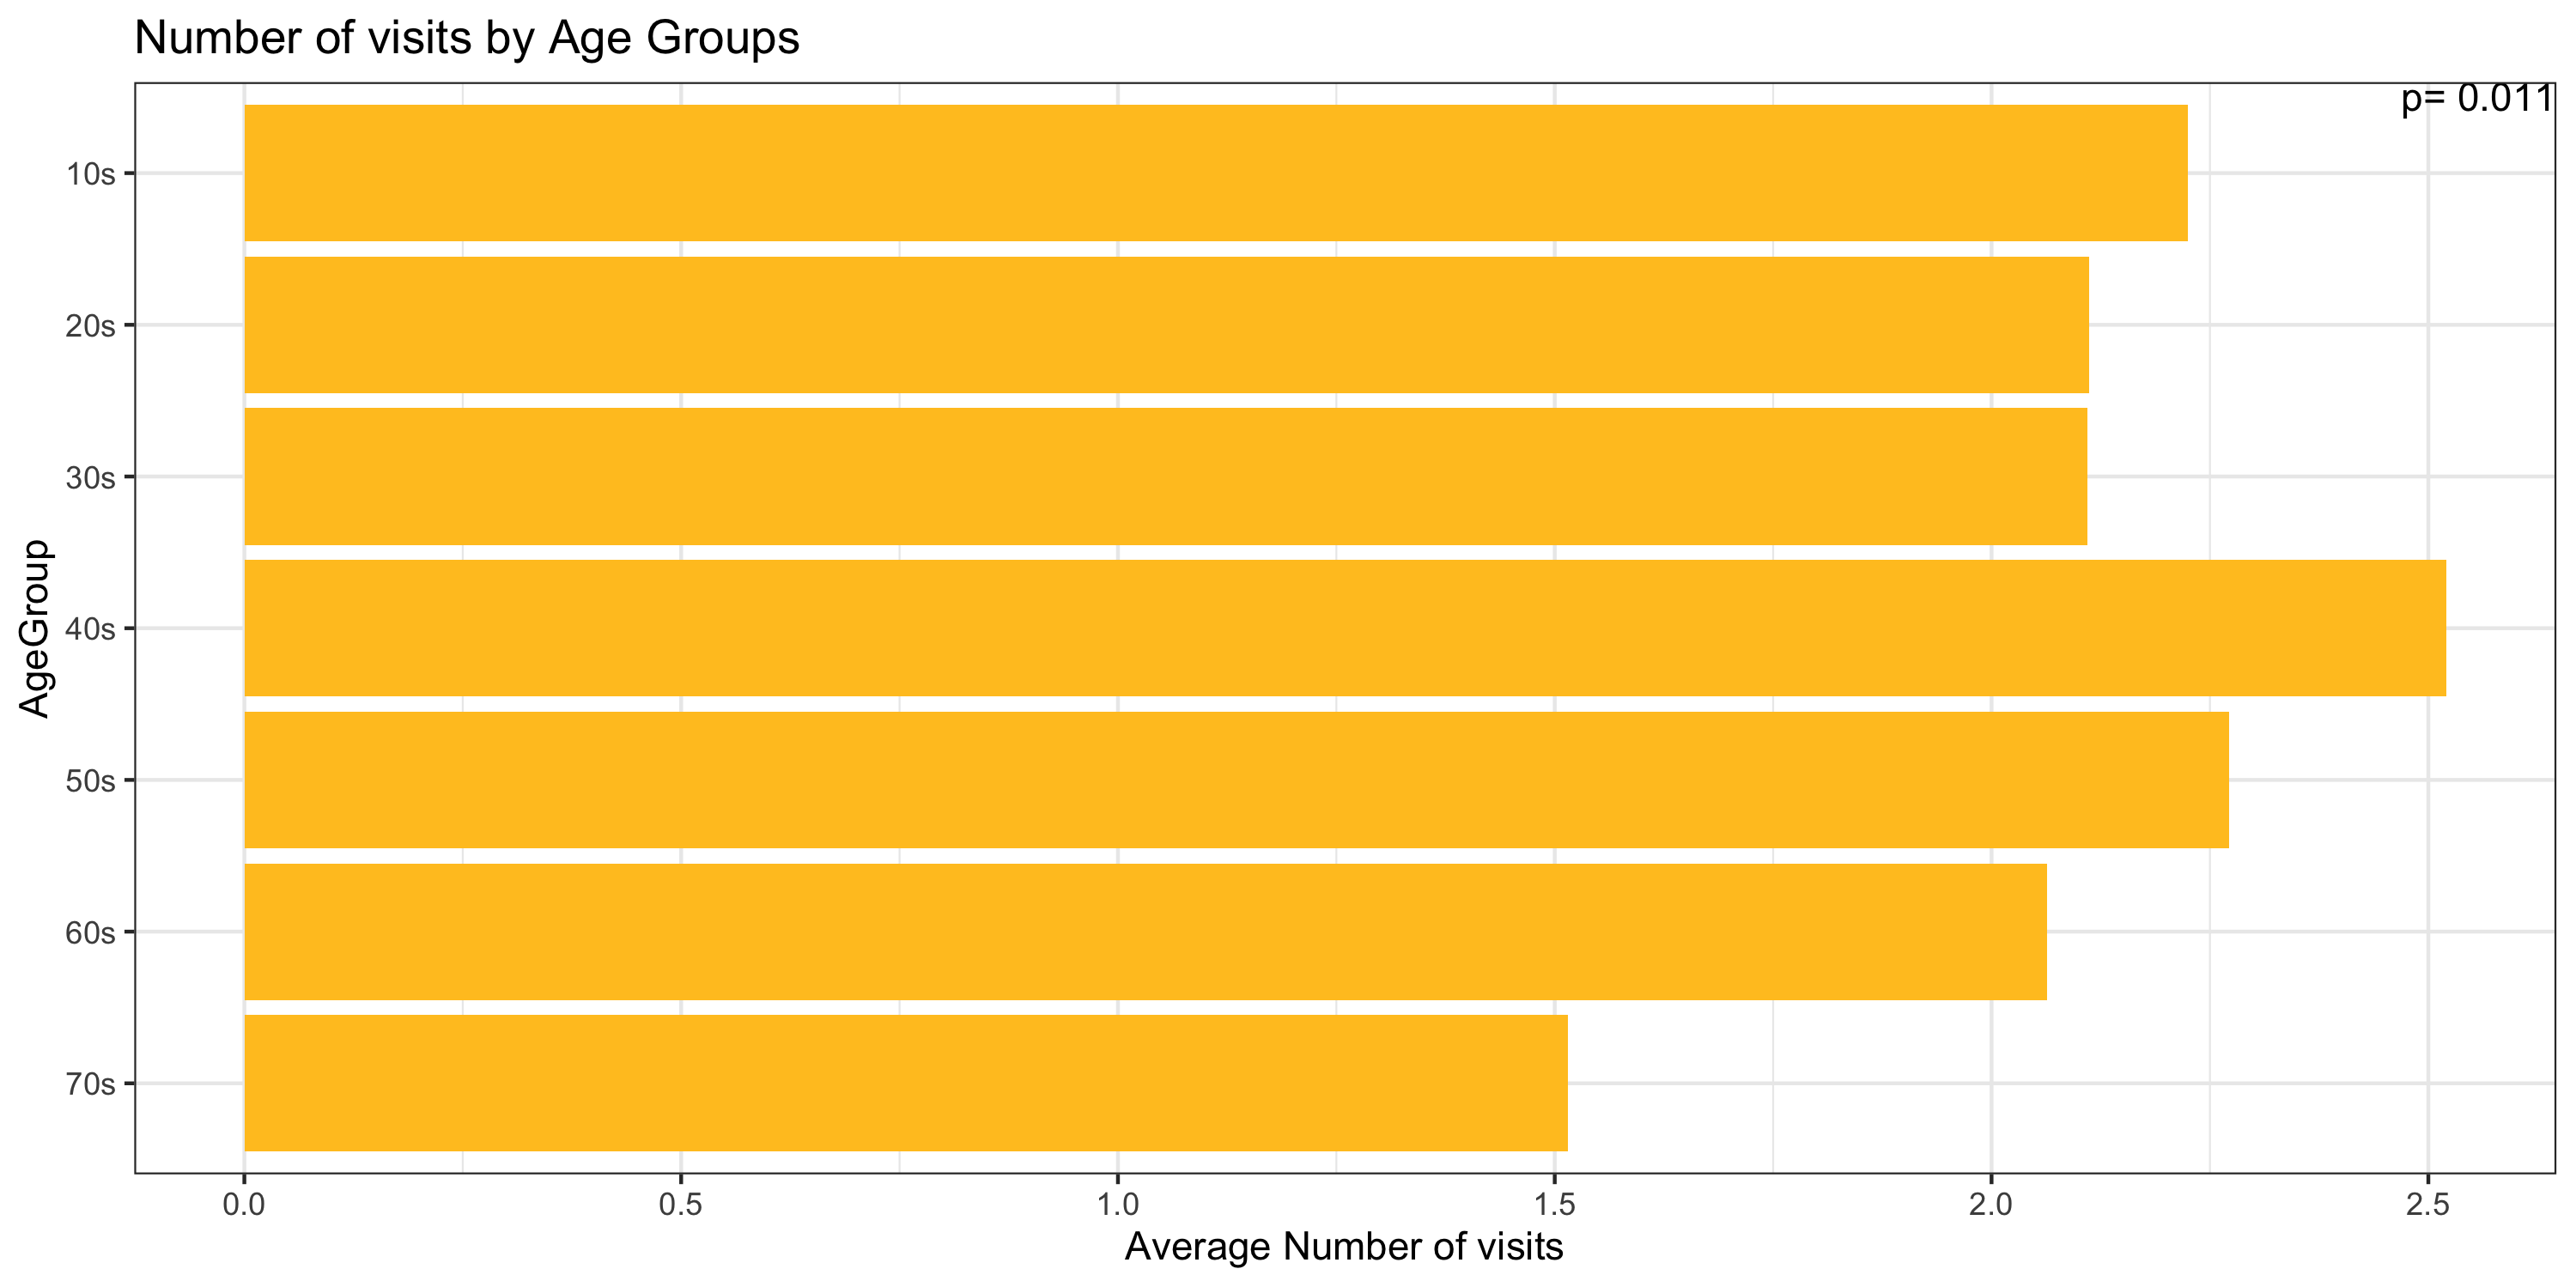 Number of visits by Age Groups
p= 0.011
AgeGroup
10s
20s
30s
40s
50s
60s
70s
0.0 0.5 1.0 1.5 2.0 2.5
Average Number of visits